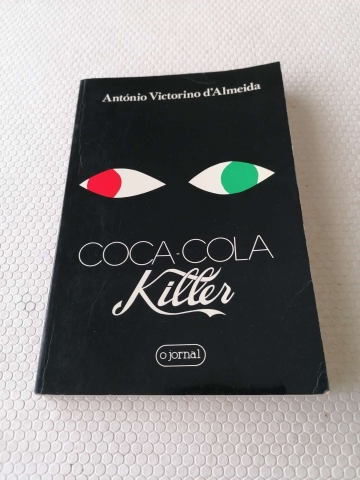 António Victorino d'Almeida
COCA-COLA
Killer
o jornal